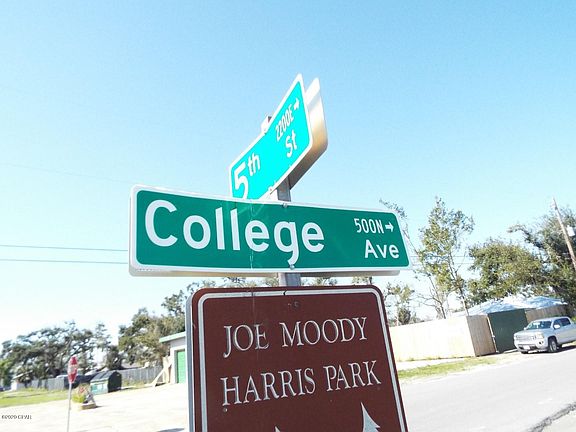 2200E→
5th St
College 500N→
Ave
JOE MOODY
HARRIS PARK